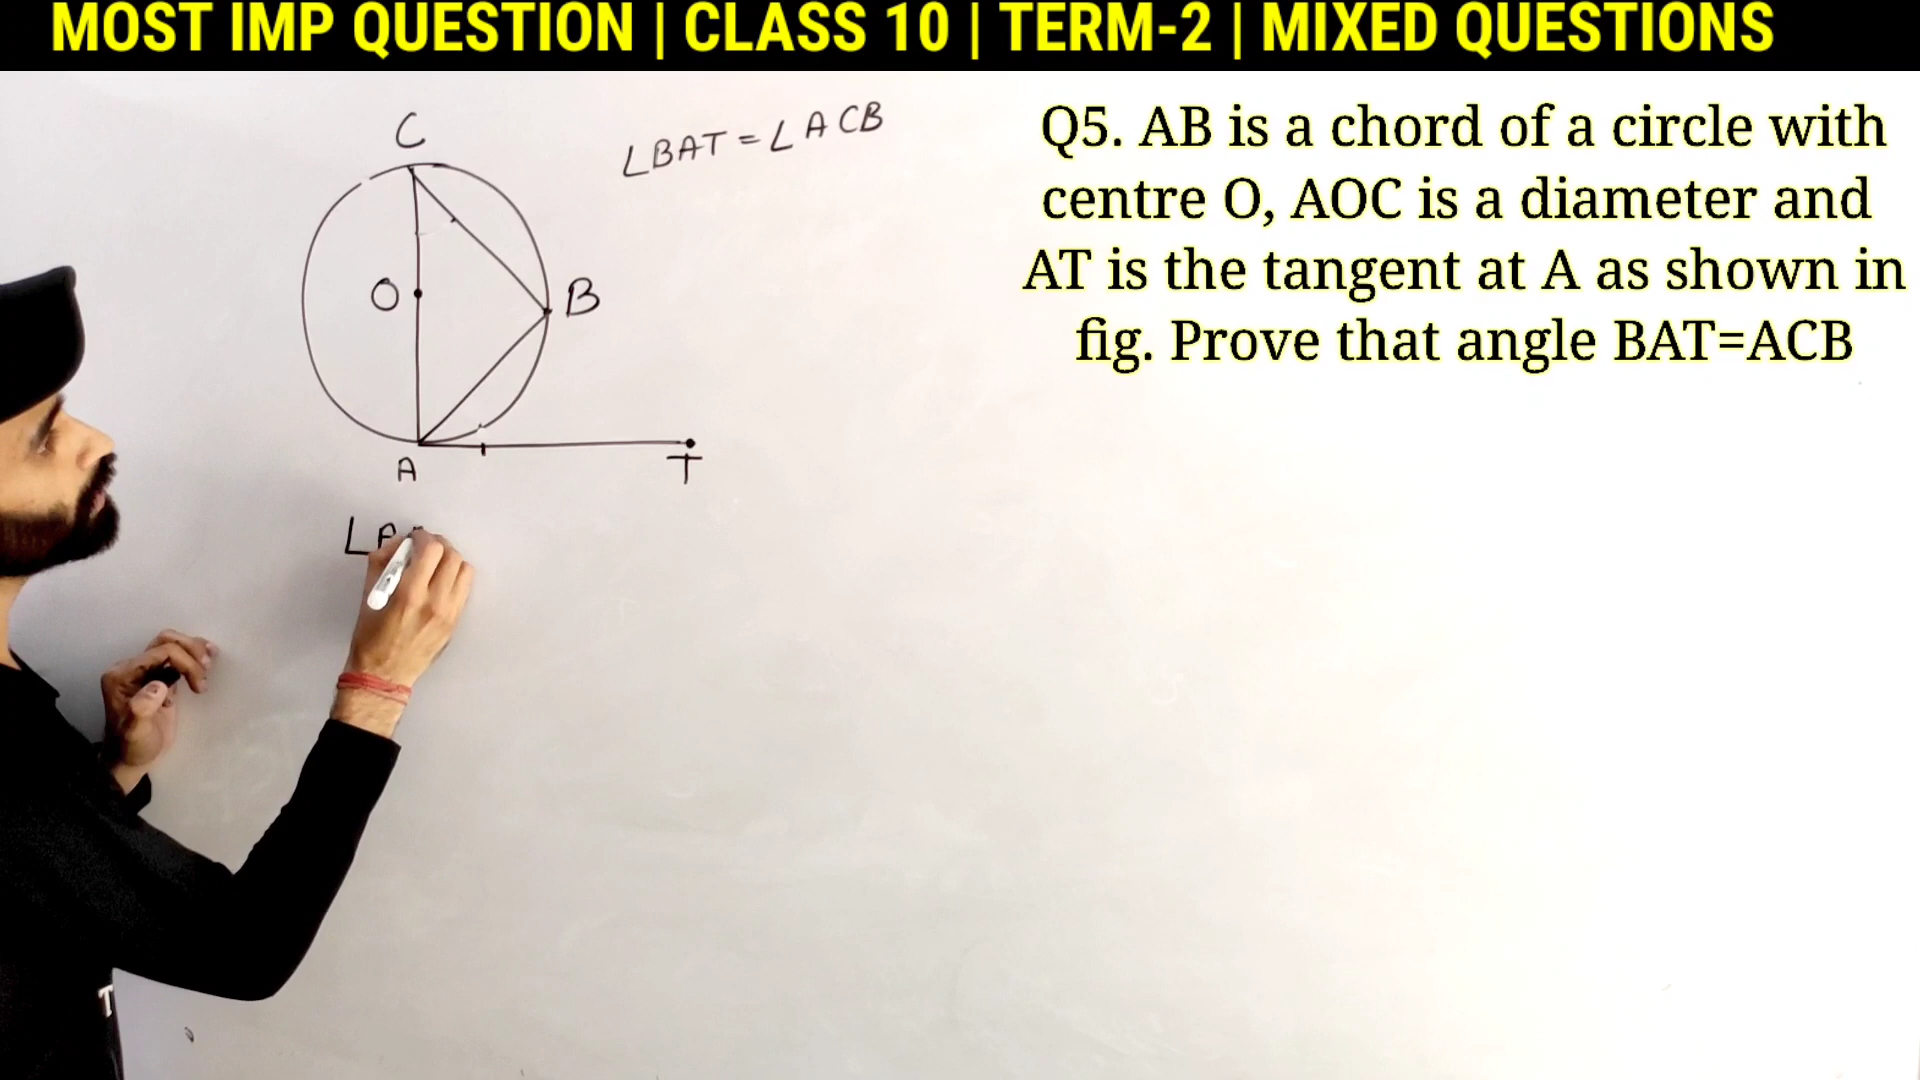 MOST IMP QUESTION | CLASS 10 | TERM-2 | MIXED QUESTIONS
Q5. AB is a chord of a circle with
centre O, AOC is a diameter and
AT is the tangent at A as shown in
fig. Prove that angle BAT=ACB
∠BAT = ∠ACB
C
O
B
A
T
T